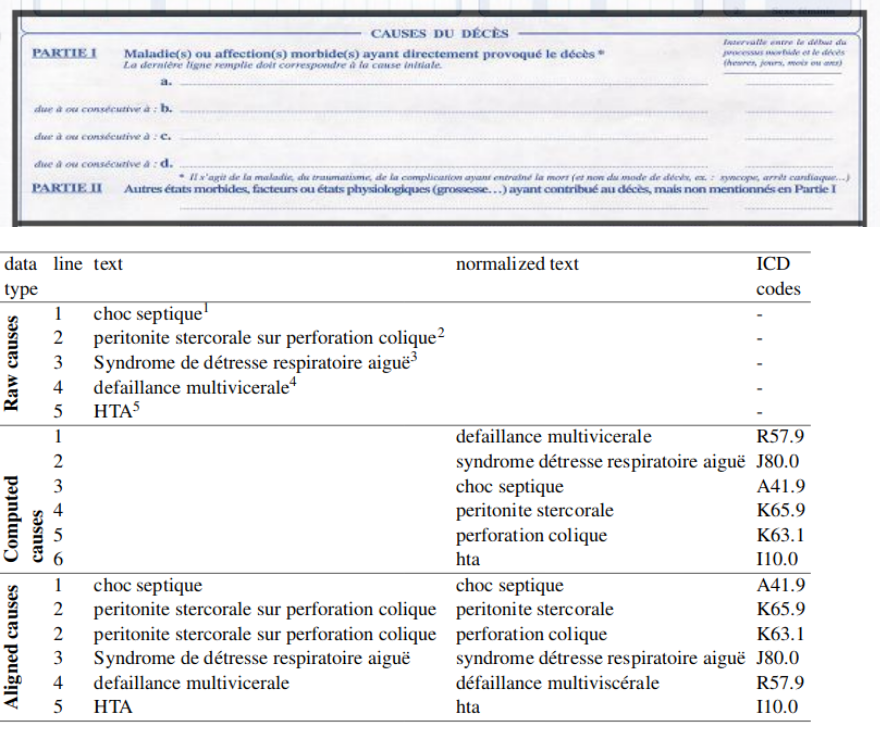 CAUSES DU DÉCÈS
PARTIE I Maladie(s) ou affection(s) morbide(s) ayant directement provoqué le décès * Intervalle entre le début du
La dernière ligne remplie doit correspondre à la cause initiale. processus morbide et le décès
(heures, jours, mois ou ans)
a.
due à ou consécutive à : b.
due à ou consécutive à : c.
due à ou consécutive à : d.
* Il s'agit de la maladie, du traumatisme, de la complication ayant entraîné la mort (et non du mode de décès, ex. : syncope, arrêt cardiaque...)
PARTIE II Autres états morbides, facteurs ou états physiologiques (grossesse...) ayant contribué au décès, mais non mentionnés en Partie I
data line text normalized text ICD
type codes
Raw causes
1 choc septique1 -
2 peritonite stercorale sur perforation colique2 -
3 Syndrome de détresse respiratoire aiguë3 -
4 defaillance multivicerale4 -
5 HTA5 -
Computed causes
1 defaillance multivicerale R57.9
2 syndrome détresse respiratoire aiguë J80.0
3 choc septique A41.9
4 peritonite stercorale K65.9
5 perforation colique K63.1
6 hta I10.0
Aligned causes
1 choc septique choc septique A41.9
2 peritonite stercorale sur perforation colique peritonite stercorale K65.9
2 peritonite stercorale sur perforation colique perforation colique K63.1
3 Syndrome de détresse respiratoire aiguë syndrome détresse respiratoire aiguë J80.0
4 defaillance multivicerale défaillance multiviscérale R57.9
5 HTA hta I10.0